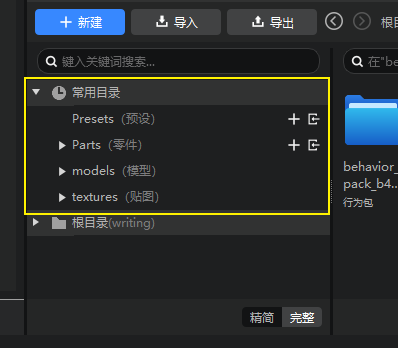 + 新建 导入 导出 根目
键入关键词搜索... 在"be
常用目录
Presets (预设)
Parts (零件)
models (模型)
textures (贴图)
根目录(writing)
behavior_
pack_b4...
行为包
精简 完整